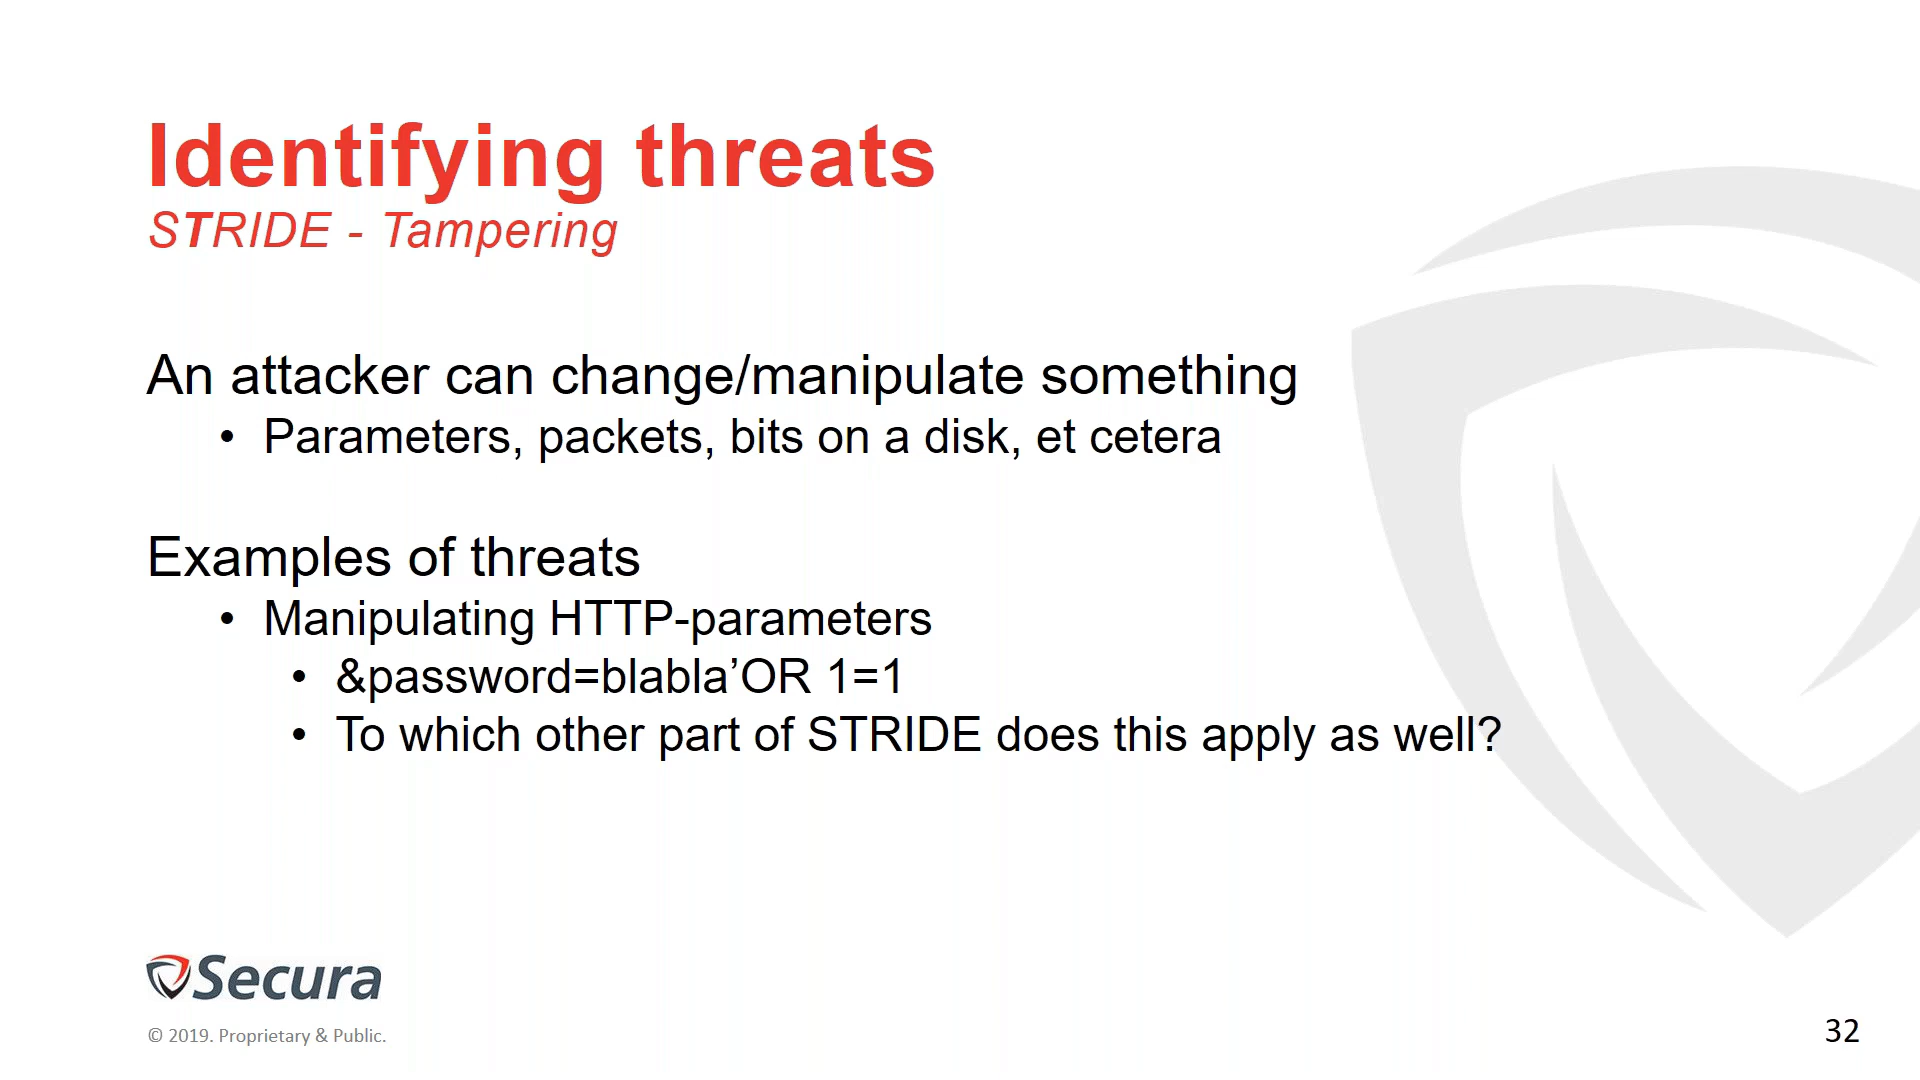 Identifying threats
STRIDE - Tampering
An attacker can change/manipulate something
• Parameters, packets, bits on a disk, et cetera
Examples of threats
• Manipulating HTTP-parameters
• &password=blabla’OR 1=1
• To which other part of STRIDE does this apply as well?
Secura
© 2019. Proprietary & Public.
32